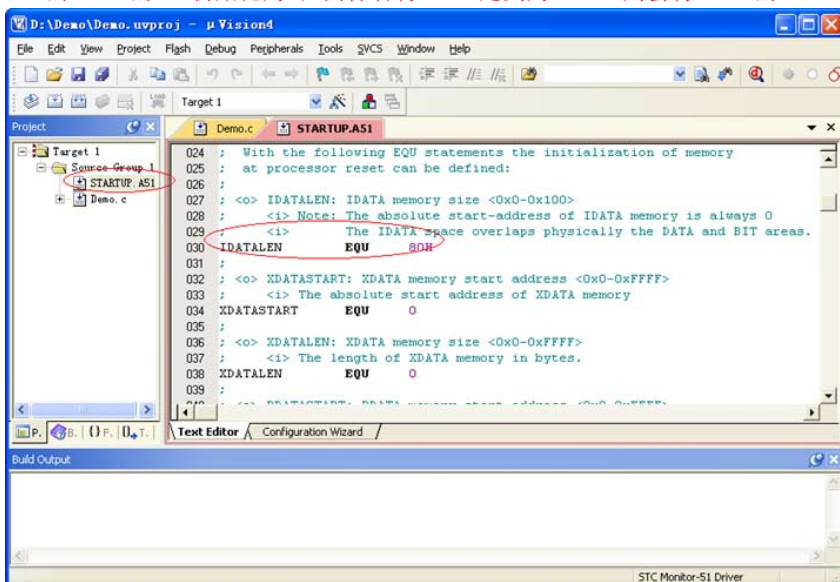 D:\Demo\Demo.uvproj - µVision4
File Edit View Project Flash Debug Peripherals Tools SVCS Window Help
Target 1
Project
Demo.c STARTUP.A51
Target 1
Source Group 1
STARTUP.A51
Demo.c
024 ; With the following EQU statements the initialization of memory
025 ; at processor reset can be defined:
026 ;
027 ; <o> IDATALEN: IDATA memory size <0x0-0x100>
028 ; <i> Note: The absolute start-address of IDATA memory is always 0
029 ; <i> The IDATA space overlaps physically the DATA and BIT areas.
030 IDATALEN EQU 80H
031 ;
032 ; <o> XDATASTART: XDATA memory start address <0x0-0xFFFF>
033 ; <i> The absolute start address of XDATA memory
034 XDATASTART EQU 0
035 ;
036 ; <o> XDATALEN: XDATA memory size <0x0-0xFFFF>
037 ; <i> The length of XDATA memory in bytes.
038 XDATALEN EQU 0
039 ;
P. B. {} F. 0. T.
Text Editor Configuration Wizard
Build Output
STC Monitor-51 Driver